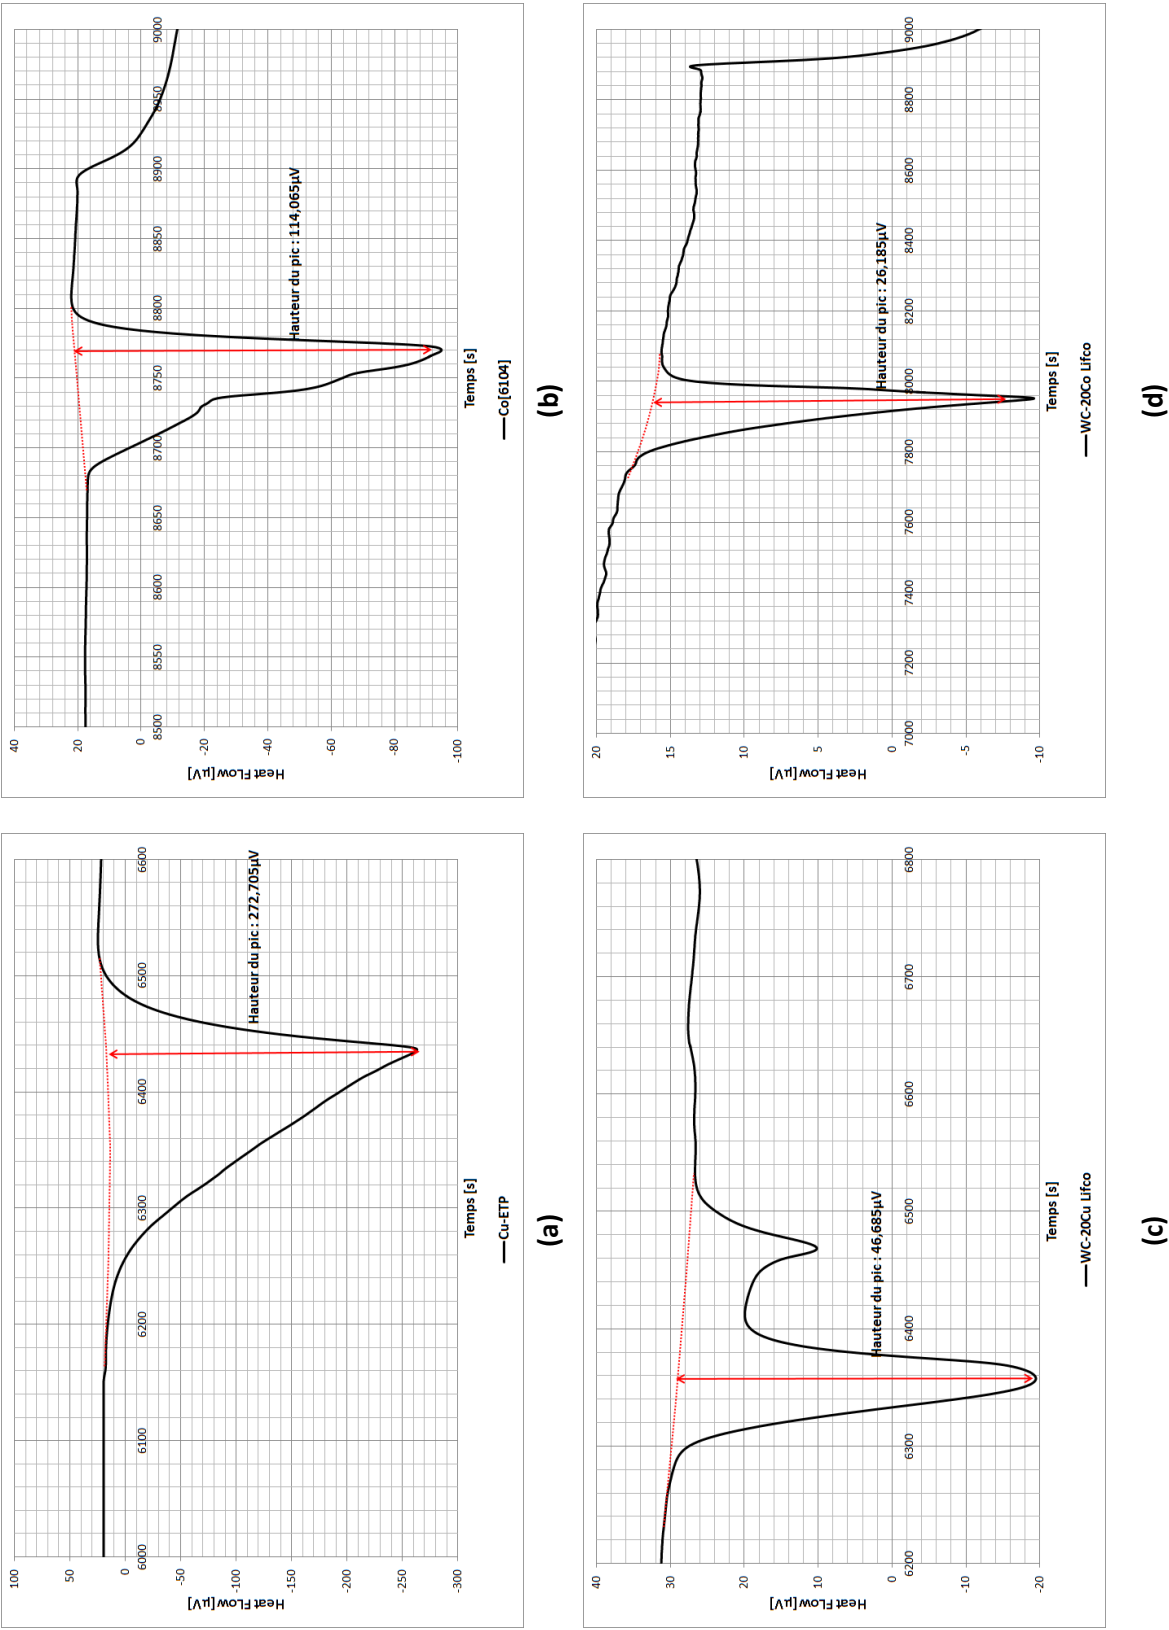 100
50
0
-50
-100
-150
-200
-250
-300
Heat FLow [µV]
6000 6100 6200 6300 6400 6500 6600
Hauteur du pic : 272,705µV
Temps [s]
Cu-ETP
(a)
40
20
0
-20
-40
-60
-80
-100
Heat FLow [µV]
8500 8550 8600 8650 8700 8750 8800 8850 8900 8950 9000
Hauteur du pic : 114,065µV
Temps [s]
Co[6104]
(b)
40
30
20
10
0
-10
-20
Heat FLow [µV]
6200 6300 6400 6500 6600 6700 6800
Hauteur du pic : 46,685µV
Temps [s]
WC-20Cu Lifco
(c)
20
15
10
5
0
-5
-10
Heat FLow [µV]
7000 7200 7400 7600 7800 8000 8200 8400 8600 8800 9000
Hauteur du pic : 26,185µV
Temps [s]
WC-20Co Lifco
(d)